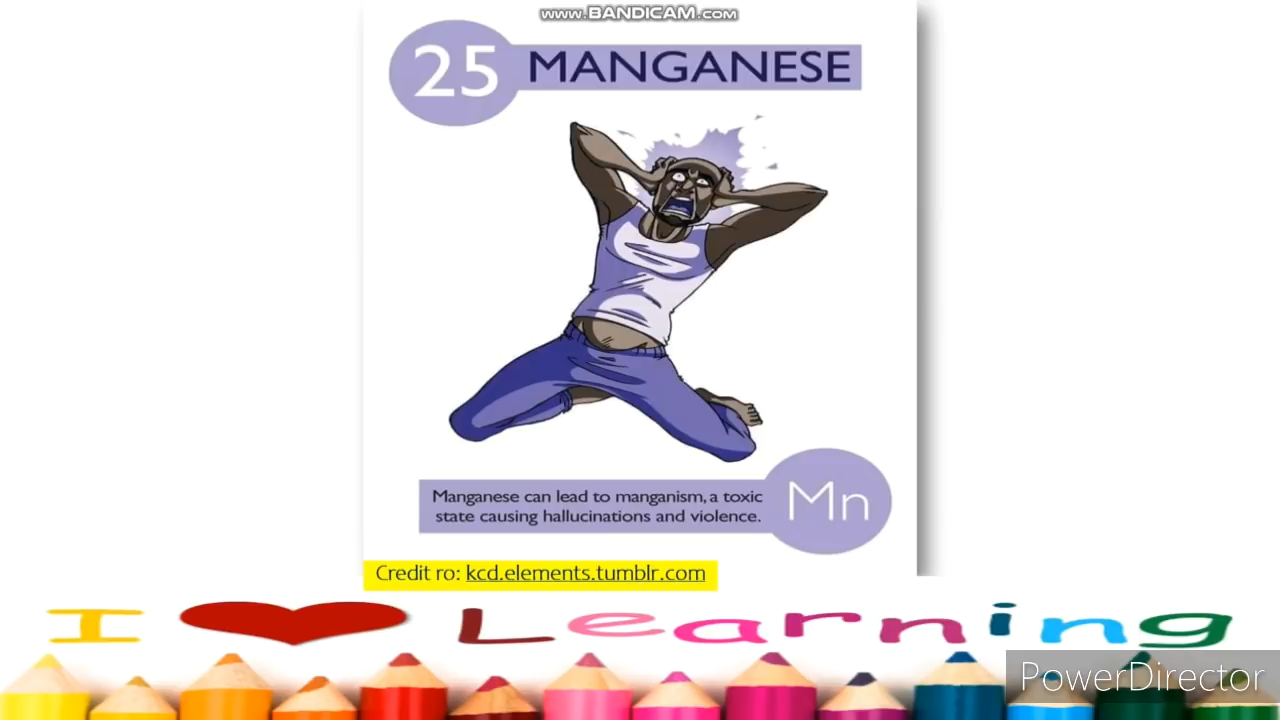 www.BANDICAM.com
25 MANGANESE
Manganese can lead to manganism, a toxic
state causing hallucinations and violence.
Mn
Credit ro: kcd.elements.tumblr.com
I Learning
PowerDirector